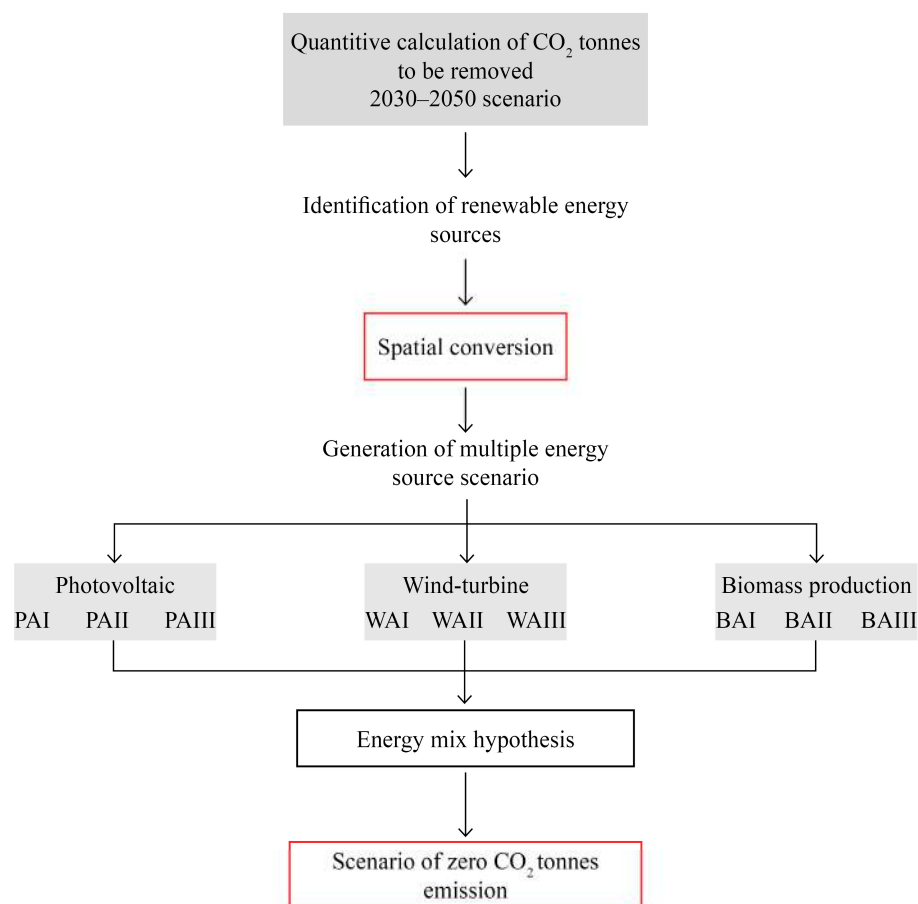 Quantitive calculation of CO₂ tonnes
to be removed
2030–2050 scenario
Identification of renewable energy
sources
Spatial conversion
Generation of multiple energy
source scenario
Photovoltaic
PAI PAII PAIII
Wind-turbine
WAI WAII WAIII
Biomass production
BAI BAII BAIII
Energy mix hypothesis
Scenario of zero CO₂ tonnes
emission